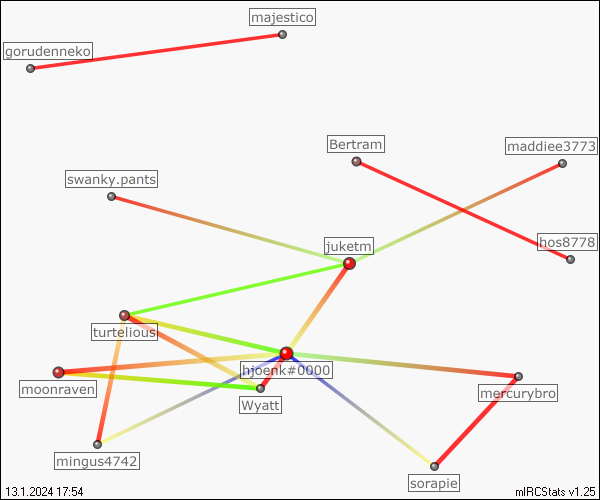 majestico
gorudenneko
Bertram
maddiee3773
swanky.pants
juketm
hos8778
turtelious
hjoenk#0000
moonraven
mercurybro
Wyatt
mingus4742
sorapie
13.1.2024 17:54
mIRCStats v1.25